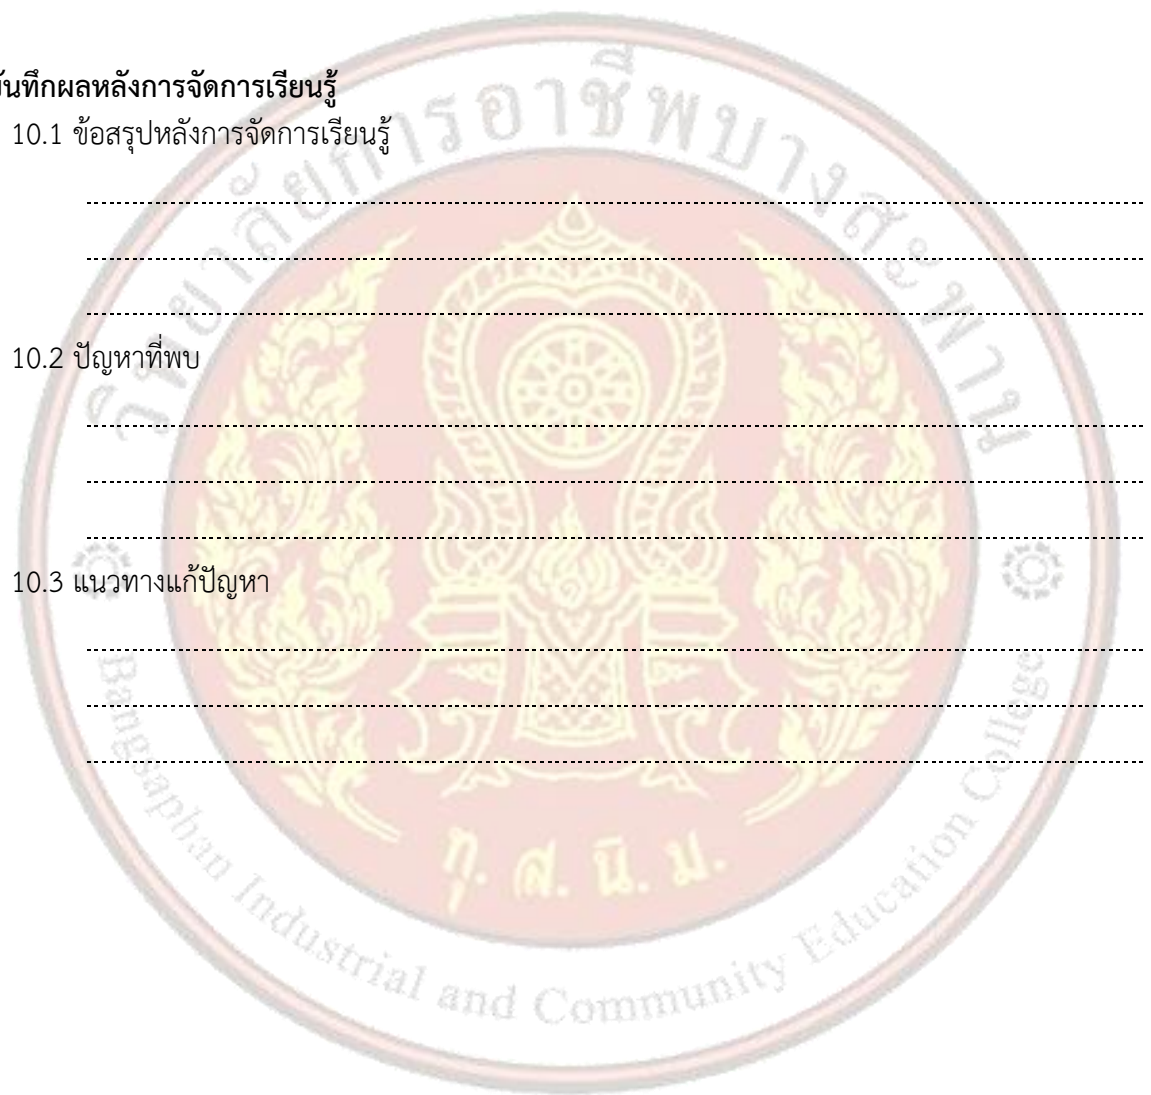 บันทึกผลหลังการจัดการเรียนรู้
10.1 ข้อสรุปหลังการจัดการเรียนรู้
10.2 ปัญหาที่พบ
10.3 แนวทางแก้ปัญหา
วิทยาลัยการอาชีพบางสะพาน
ทุ. ส. นิ. ม.
Bangsaphan Industrial and Community Education College